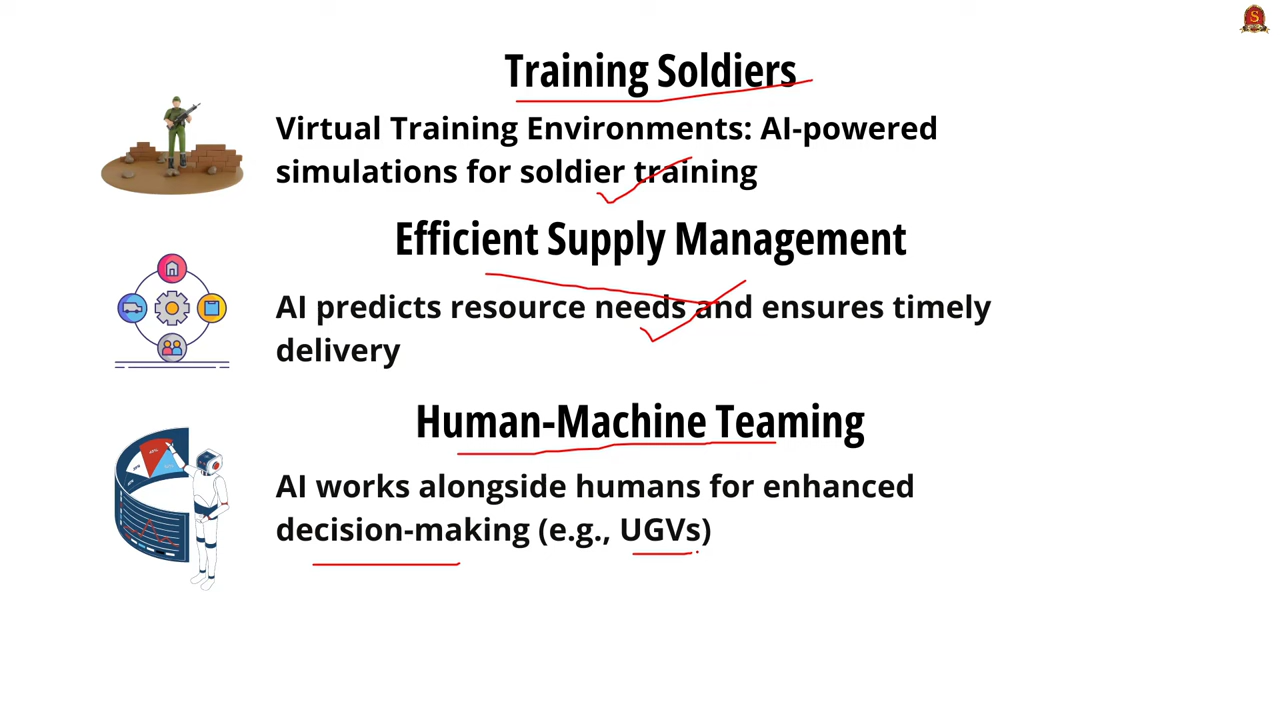 Training Soldiers
Virtual Training Environments: AI-powered
simulations for soldier training
Efficient Supply Management
AI predicts resource needs and ensures timely
delivery
Human-Machine Teaming
AI works alongside humans for enhanced
decision-making (e.g., UGVs)
S